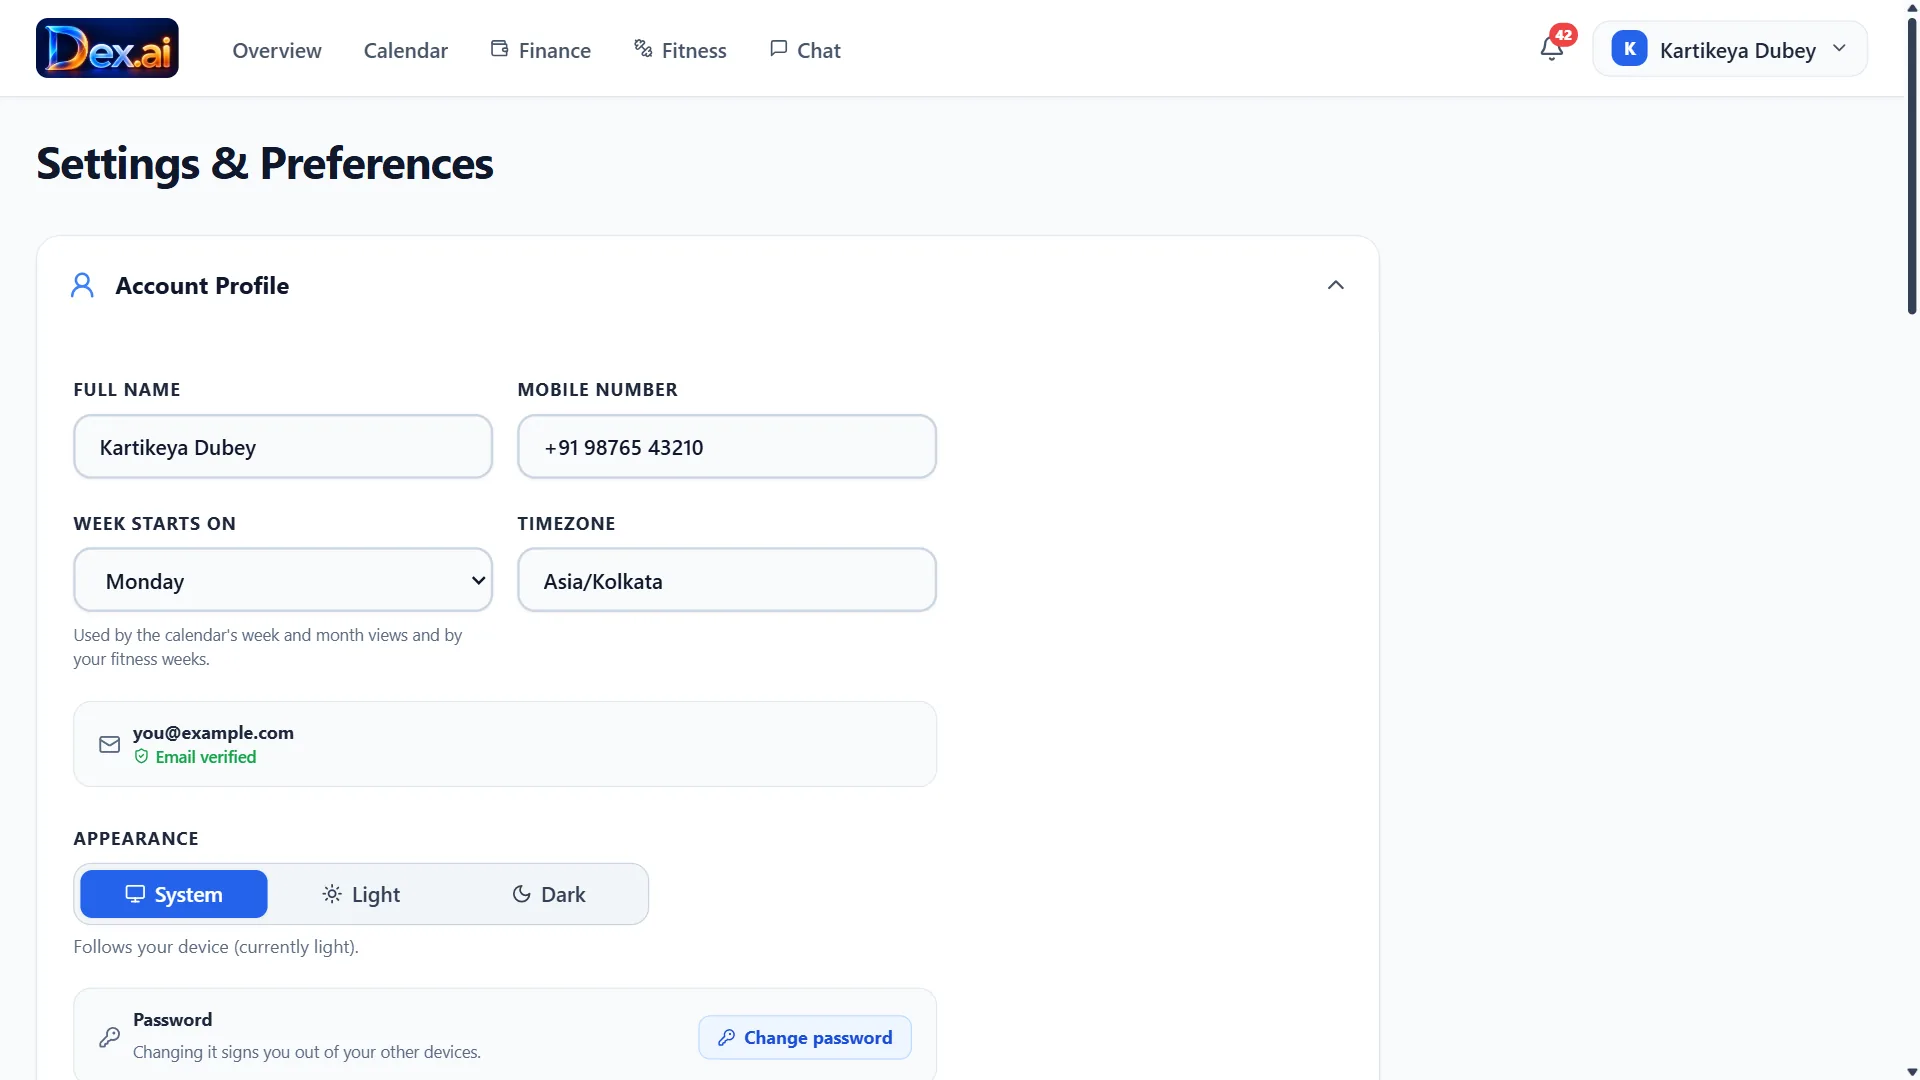 Dex.ai
Overview
Calendar
Finance
Fitness
Chat
42
K
Kartikeya Dubey
Settings & Preferences
Account Profile
FULL NAME
MOBILE NUMBER
Kartikeya Dubey
+91 98765 43210
WEEK STARTS ON
TIMEZONE
Monday
Asia/Kolkata
Used by the calendar's week and month views and by
your fitness weeks.
you@example.com
Email verified
APPEARANCE
System
Light
Dark
Follows your device (currently light).
Password
Changing it signs you out of your other devices.
Change password